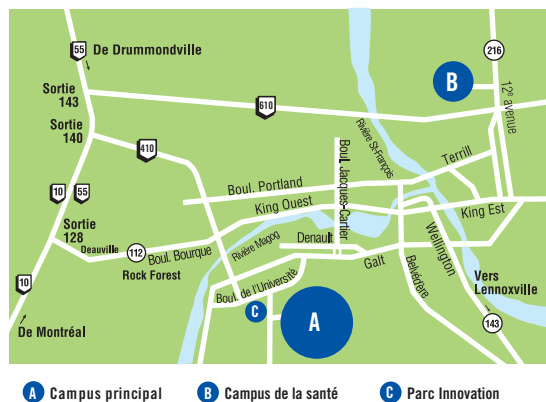 55
De Drummondville
216
Sortie
143
B
12e avenue
610
Sortie
140
410
Rivière St-François
Boul. Jacques-Cartier
Terrill
10
55
Boul. Portland
King Ouest
King Est
Sortie
128
Deauville
112
Boul. Bourque
Rock Forest
Rivière Magog
Denault
Galt
Wellington
Belvédère
Vers
Lennoxville
10
Boul. de l'Université
C
A
143
De Montréal
A Campus principal
B Campus de la santé
C Parc Innovation